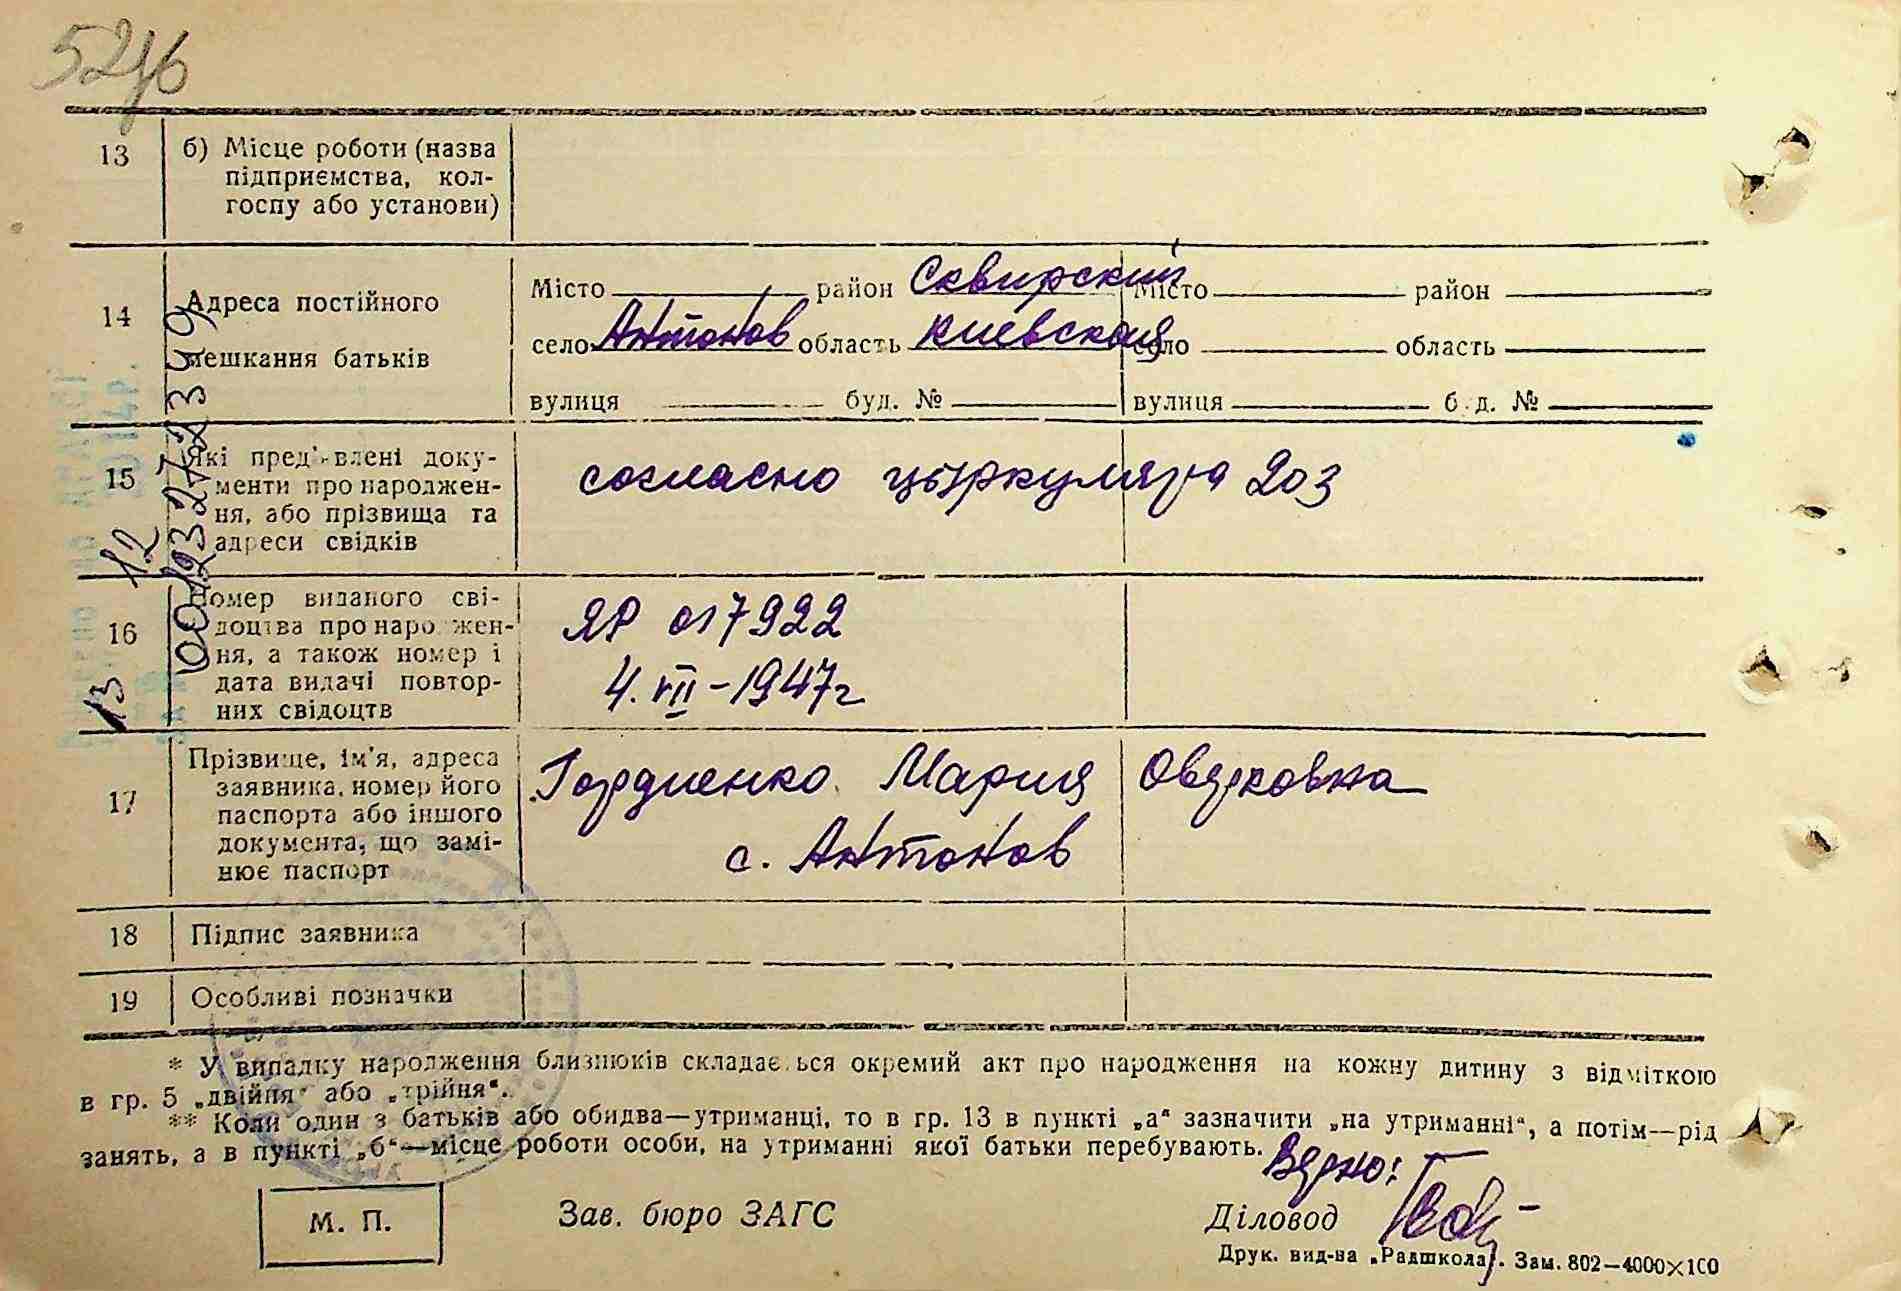 13
б) Місце роботи (назва
підприємства, кол-
госпу або установи)
14
Адреса постійного
мешкання батьків
Місто район Сквирский
село Антонов область Киевская
вулиця буд. №
Місто район
село область
вулиця б д. №
15
Які пред'явлені доку-
менти про народжен-
ня, або прізвища та
адреси свідків
согласно цыркуляра 203
16
Номер виданого сві-
доцтва про народжен-
ня, а також номер і
дата видачі повтор-
них свідоцтв
ЯР 017922
4. VII - 1947 г
17
Прізвище, ім'я, адреса
заявника, номер його
паспорта або іншого
документа, що замі-
нює паспорт
Гордиенко Мария
с. Антонов
18
Підпис заявника
19
Особливі позначки
* У випадку народження близнюків складається окремий акт про народження на кожну дитину з відміткою
в гр. 5 „двійня" або „трійня".
** Коли один з батьків або обидва—утриманці, то в гр. 13 в пункті „а" зазначити „на утриманні", а потім—рід
занять, а в пункті „б"—місце роботи особи, на утриманні якої батьки перебувають.
Верно:
М. П.
Зав. бюро ЗАГС
Діловод
Друк. вид-ва „Радшкола". Зам. 802—4000×100